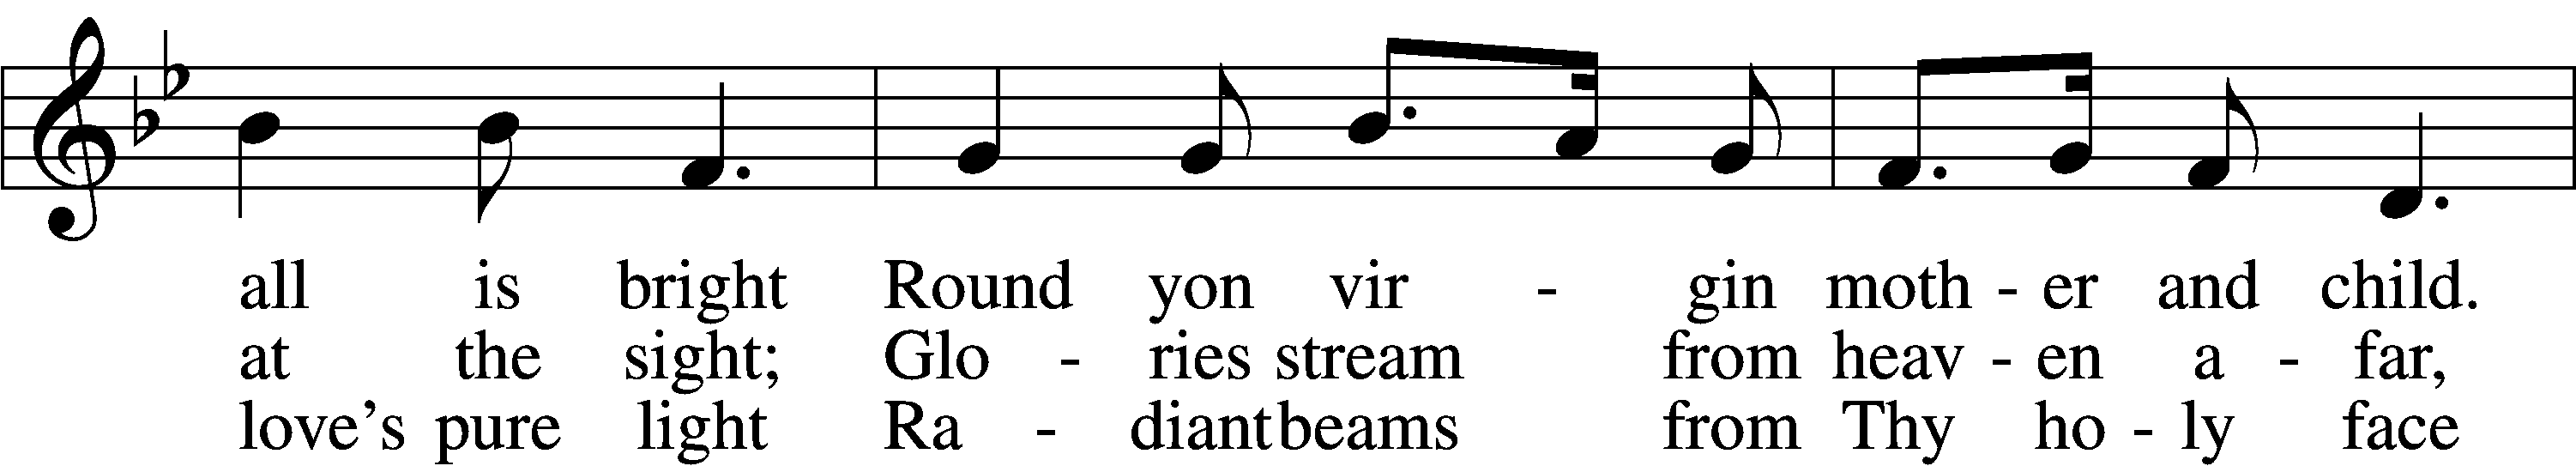 all is bright Round yon vir - gin moth - er and child.
at the sight; Glo - ries stream from heav - en a - far,
love's pure light Ra - diant beams from Thy ho - ly face